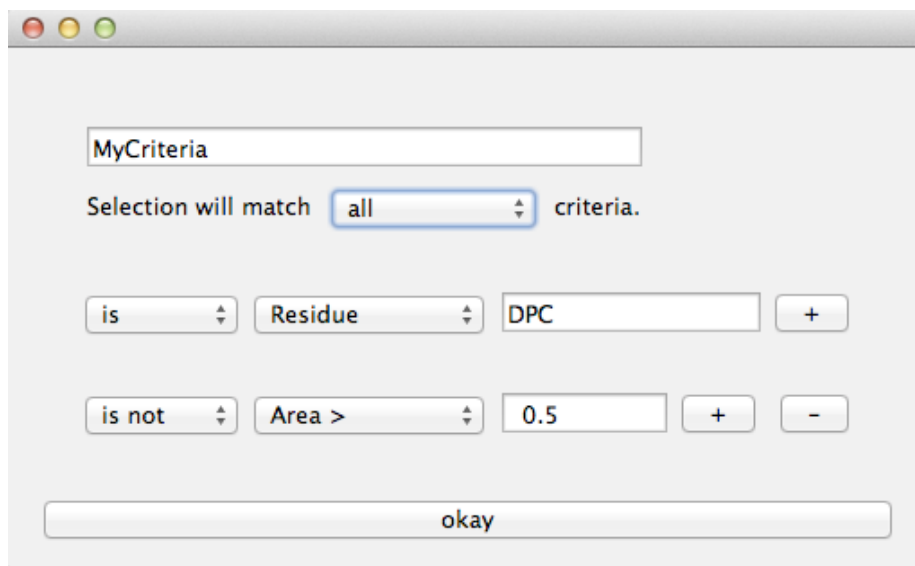 MyCriteria
Selection will match all criteria.
is Residue DPC +
is not Area > 0.5 + -
okay